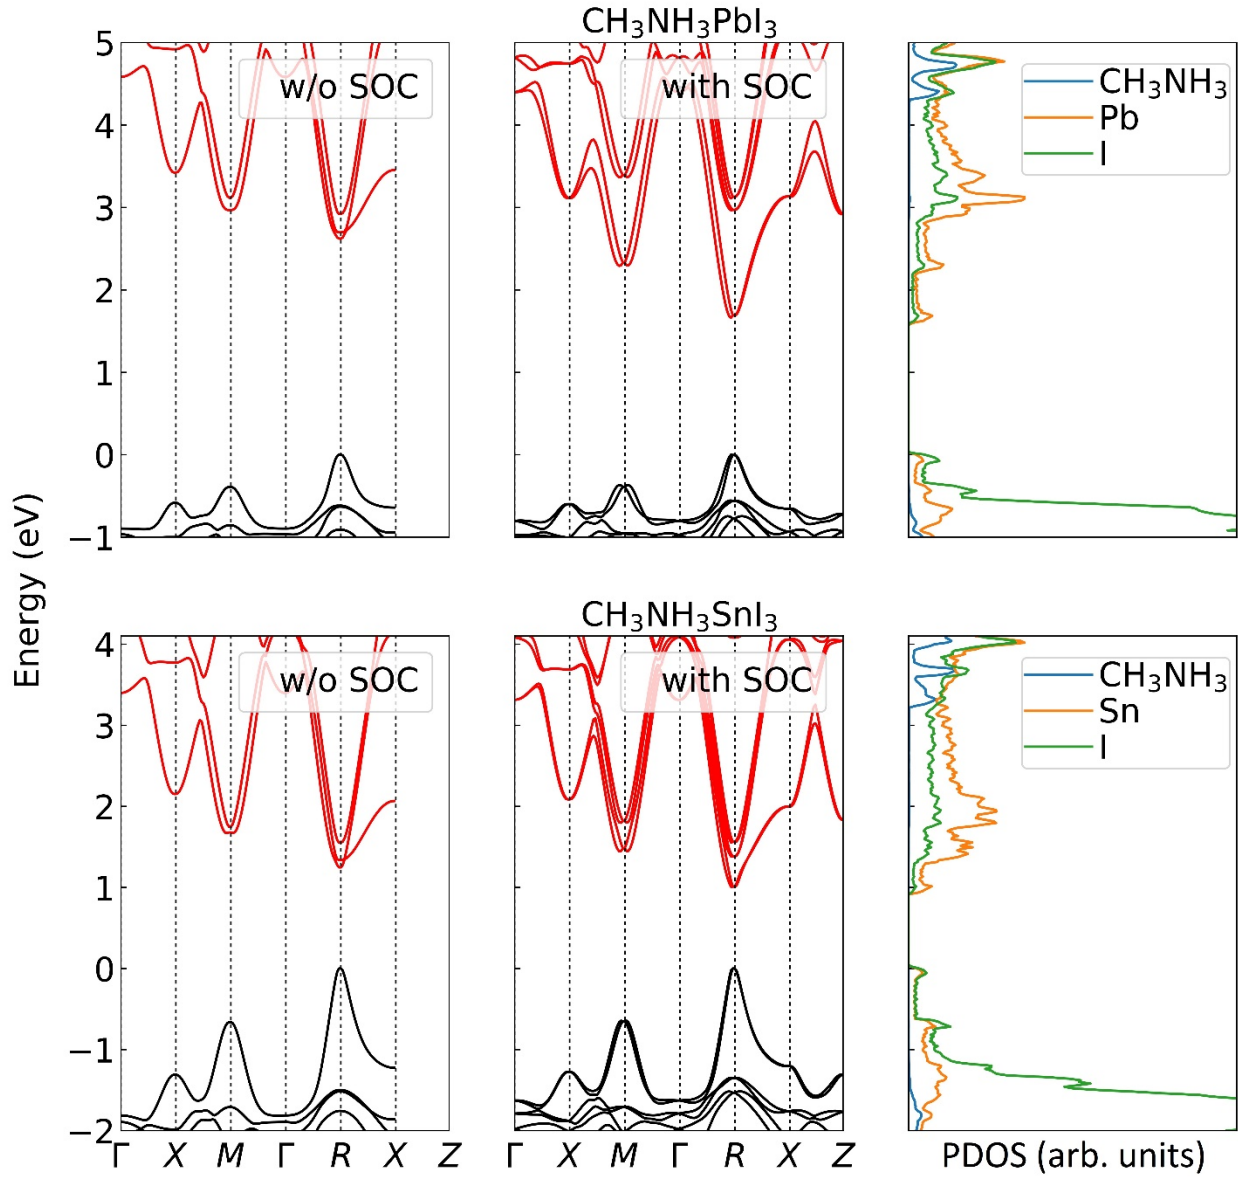 CH₃NH₃PbI₃
5
4
3
2
1
0
−1
w/o SOC
with SOC
CH₃NH₃
Pb
I
Energy (eV)
CH₃NH₃SnI₃
4
3
2
1
0
−1
−2
w/o SOC
with SOC
CH₃NH₃
Sn
I
Γ X M Γ R X Z
Γ X M Γ R X Z
PDOS (arb. units)